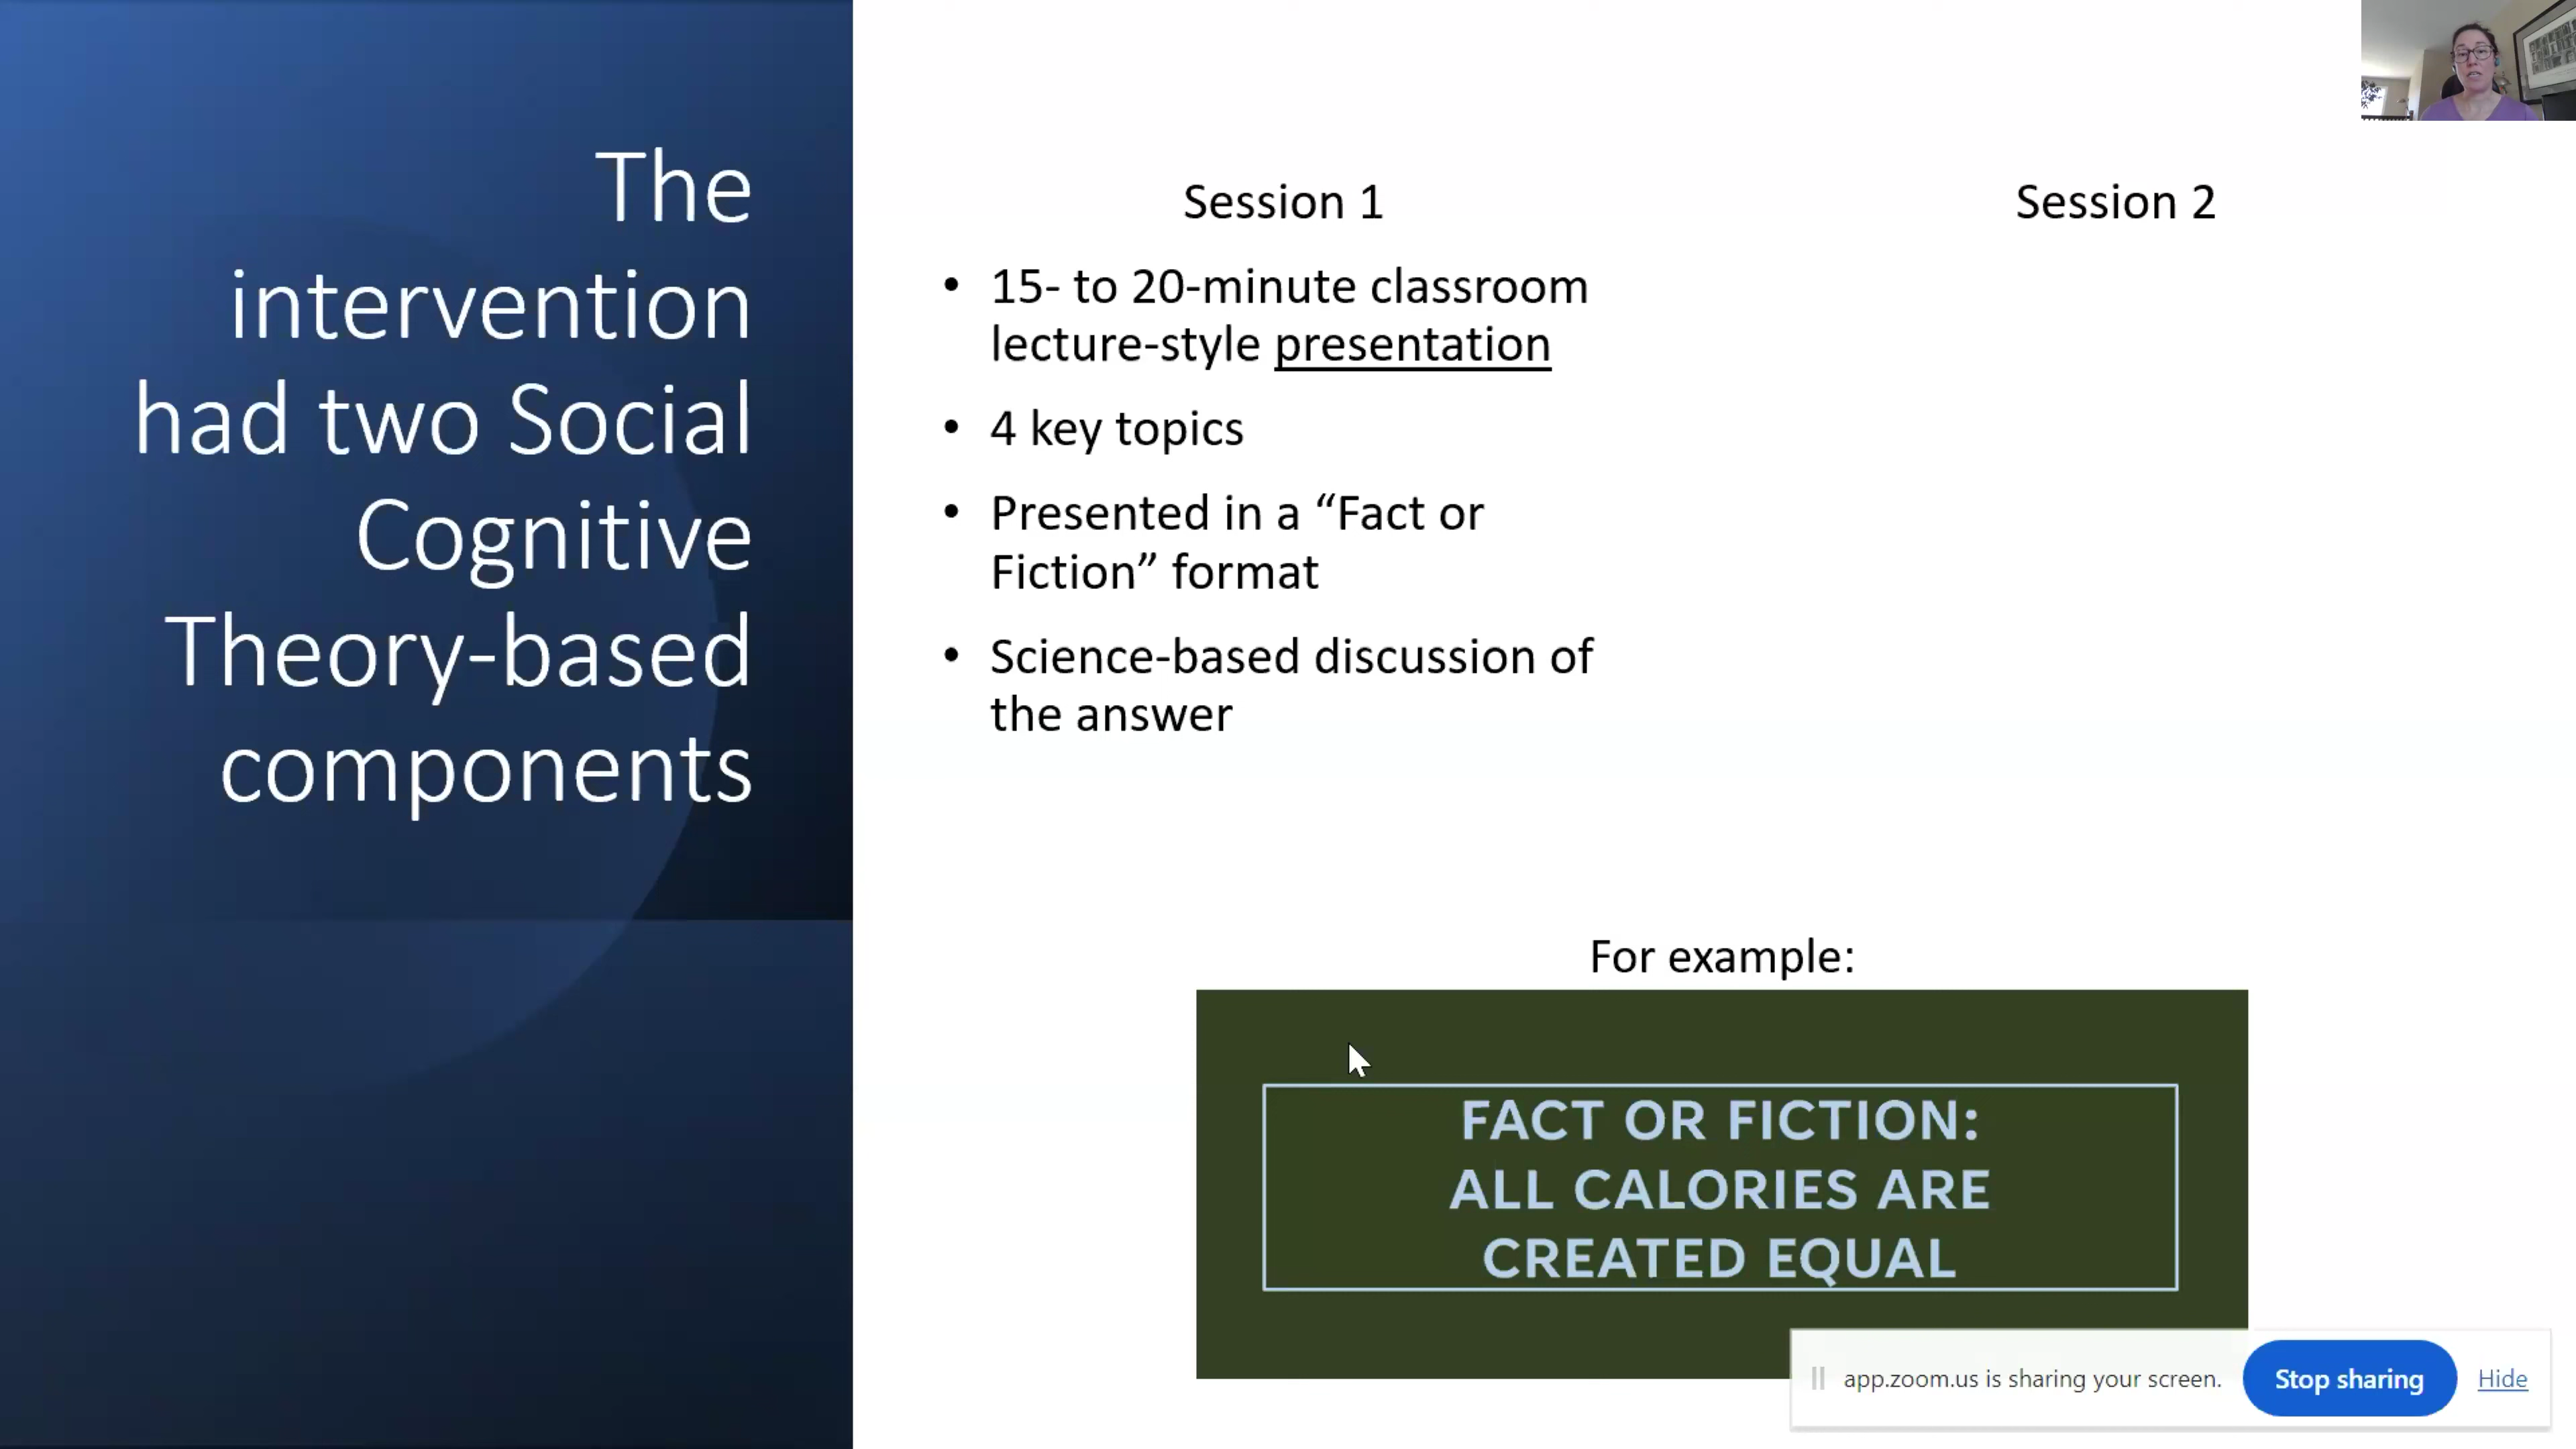 The
intervention
had two Social
Cognitive
Theory-based
components
Session 1
• 15- to 20-minute classroom
lecture-style presentation
• 4 key topics
• Presented in a “Fact or
Fiction” format
• Science-based discussion of
the answer
Session 2
For example:
FACT OR FICTION:
ALL CALORIES ARE
CREATED EQUAL
app.zoom.us is sharing your screen. Stop sharing Hide